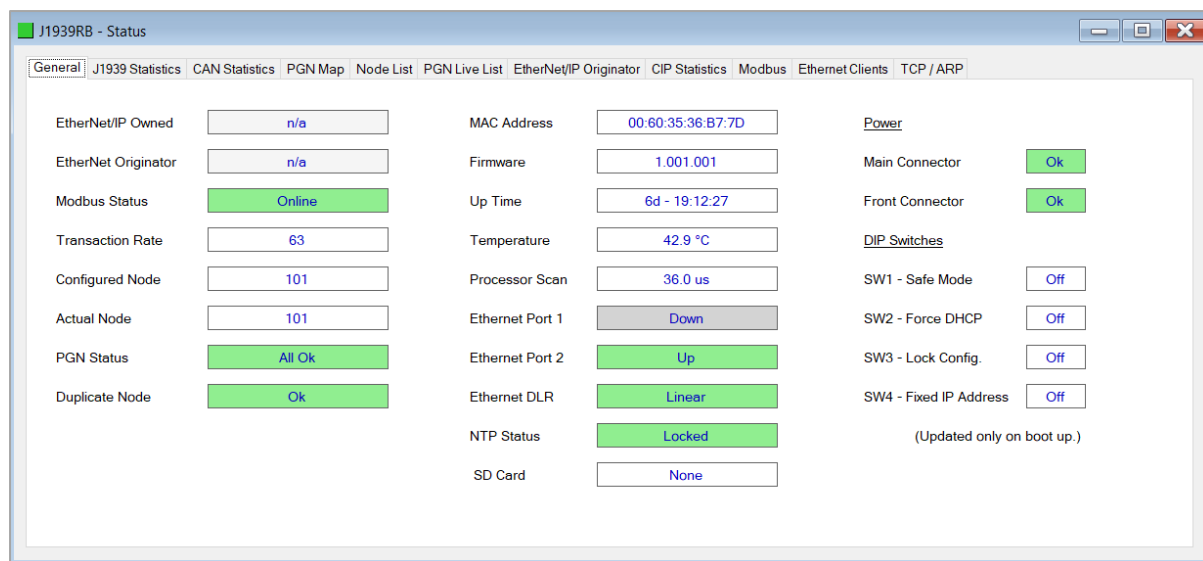 J1939RB - Status
General J1939 Statistics CAN Statistics PGN Map Node List PGN Live List EtherNet/IP Originator CIP Statistics Modbus Ethernet Clients TCP / ARP
EtherNet/IP Owned n/a
EtherNet Originator n/a
Modbus Status Online
Transaction Rate 63
Configured Node 101
Actual Node 101
PGN Status All Ok
Duplicate Node Ok
MAC Address 00:60:35:36:B7:7D
Firmware 1.001.001
Up Time 6d - 19:12:27
Temperature 42.9 °C
Processor Scan 36.0 us
Ethernet Port 1 Down
Ethernet Port 2 Up
Ethernet DLR Linear
NTP Status Locked
SD Card None
Power
Main Connector Ok
Front Connector Ok
DIP Switches
SW1 - Safe Mode Off
SW2 - Force DHCP Off
SW3 - Lock Config. Off
SW4 - Fixed IP Address Off
(Updated only on boot up.)